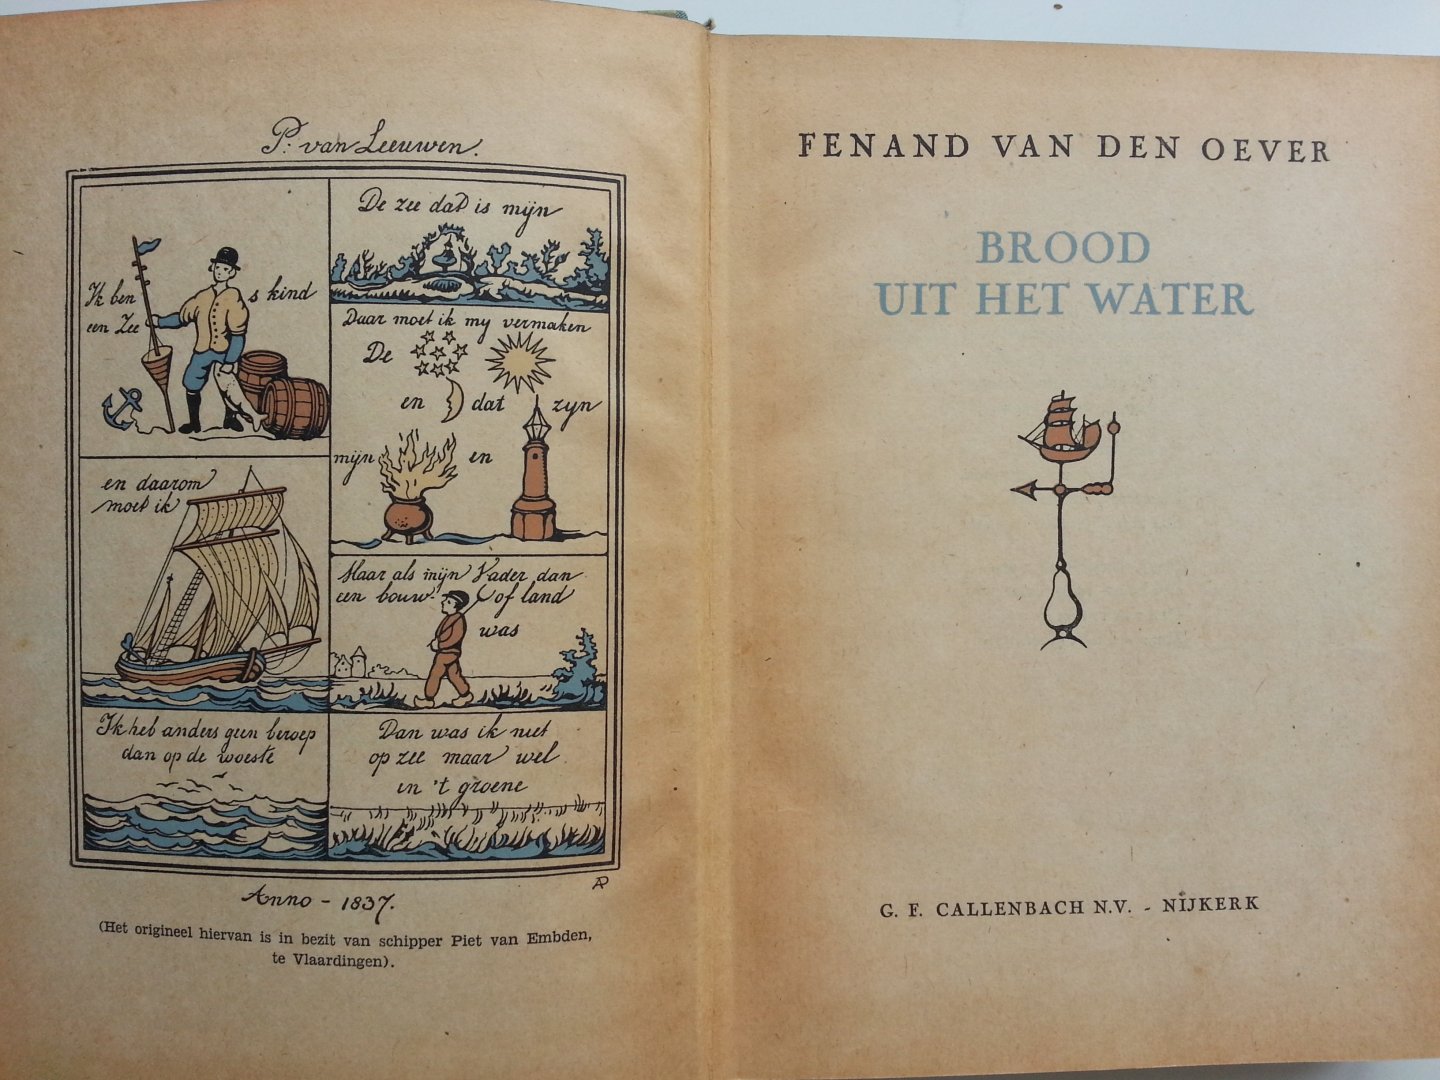 P. van Leeuwen.
Ik ben
een Zee
s kind
en daarom
moet ik
Ik heb anders geen beroep
dan op de woeste
De zee dat is mijn
Daar moet ik my vermaken
De
en
dat
zyn
mijn
en
Maar als mijn Vader dan
een bouw
of land
was
Dan was ik niet
op zee maar wel
in 't groene
Anno - 1837.
(Het origineel hiervan is in bezit van schipper Piet van Embden,
te Vlaardingen).
FENAND VAN DEN OEVER
BROOD
UIT HET WATER
G. F. CALLENBACH N.V. - NIJKERK